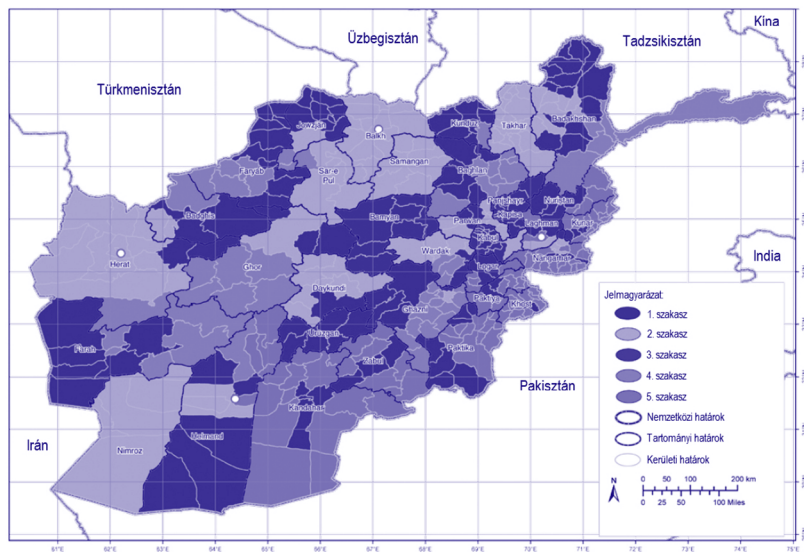 Kína
Üzbegisztán
Tadzsikisztán
Türkmenisztán
Jowzjan
Balkh
Kunduz
Takhar
Badakhshan
Faryab
Sar-e
Pul
Samangan
Baghlan
Badghis
Bamyan
Parwan
Panjshayr
Kapisa
Nuristan
Laghman
Kunar
Kabul
Herat
Ghor
Wardak
Logar
Nangarhar
India
Daykundi
Ghazni
Paktya
Khost
Farah
Uruzgan
Zabul
Paktika
Kandahar
Helmand
Nimroz
Irán
Pakisztán
Jelmagyarázat:
1. szakasz
2. szakasz
3. szakasz
4. szakasz
5. szakasz
Nemzetközi határok
Tartományi határok
Kerületi határok
N
0 50 100 200 km
0 25 50 100 Miles
61°E 62°E 63°E 64°E 65°E 66°E 67°E 68°E 69°E 70°E 71°E 72°E 73°E 74°E 75°E